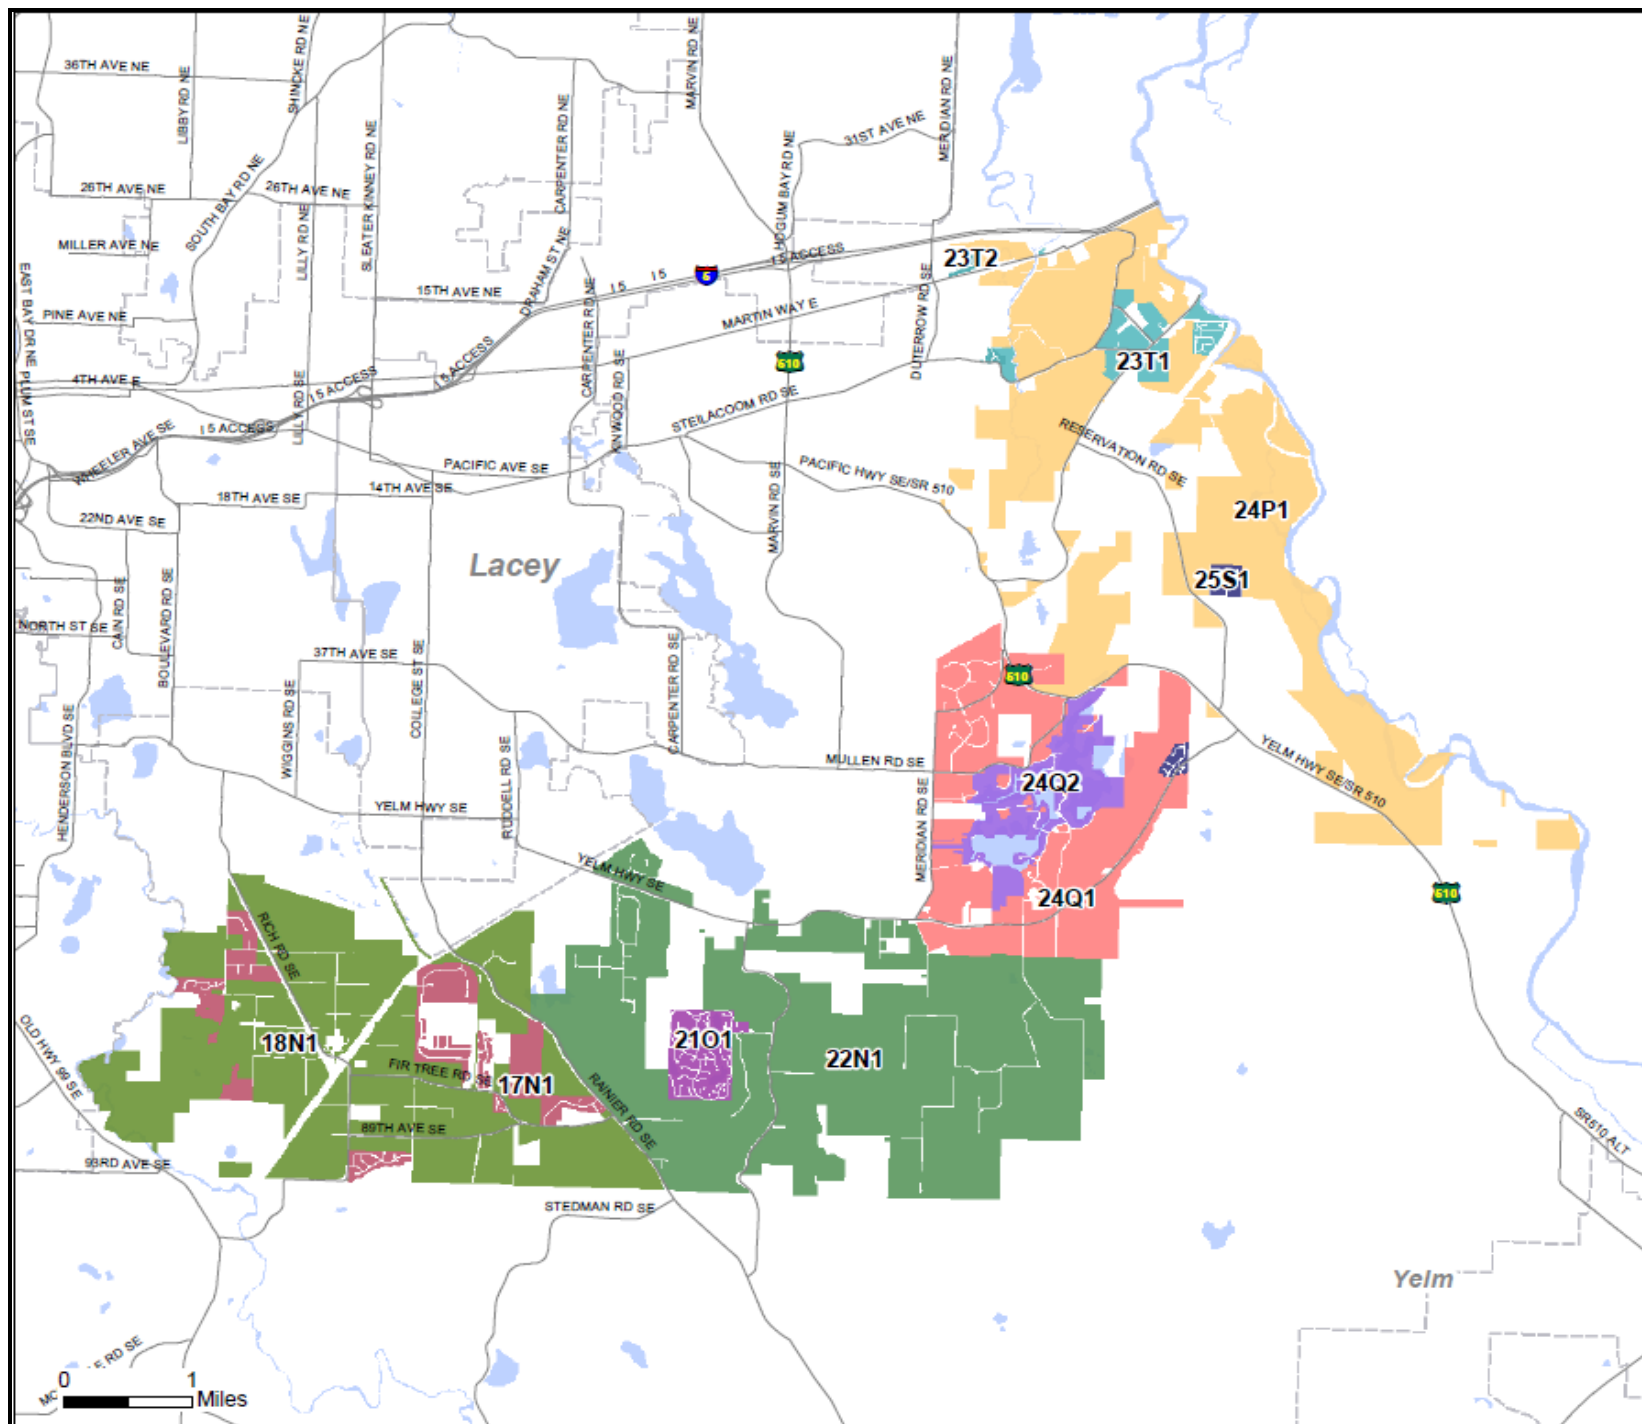 36TH AVE NE
LIBBY RD NE
SHINCKE RD NE
MARVIN RD NE
MERIDIAN RD NE
31ST AVE NE
CARPENTER RD NE
SLEATER KINNEY RD NE
HOGUM BAY RD NE
26TH AVE NE
26TH AVE NE
SOUTH BAY RD NE
LILLY RD NE
MILLER AVE NE
DRAHAM ST NE
I 5 ACCESS
23T2
I 5
I 5
5
EAST BAY DR NE
15TH AVE NE
CARPENTER RD NE
MARTIN WAY E
DUTERROW RD SE
PINE AVE NE
510
23T1
I 5 ACCESS
4TH AVE E
I 5 ACCESS
PLUM ST SE
LILLY RD SE
KINWOOD RD SE
STEILACOOM RD SE
I 5 ACCESS
WHEELER AVE SE
RESERVATION RD SE
PACIFIC AVE SE
PACIFIC HWY SE/SR 510
14TH AVE SE
18TH AVE SE
MARVIN RD SE
24P1
22ND AVE SE
Lacey
25S1
CAIN RD SE
BOULEVARD RD SE
NORTH ST SE
37TH AVE SE
COLLEGE ST SE
CARPENTER RD SE
510
WIGGINS RD SE
HENDERSON BLVD SE
RUDDELL RD SE
MULLEN RD SE
24Q2
YELM HWY SE/SR 510
MERIDIAN RD SE
YELM HWY SE
YELM HWY SE
24Q1
510
RICH RD SE
OLD HWY 99 SE
18N1
21O1
22N1
FIR TREE RD SE
17N1
RAINIER RD SE
89TH AVE SE
SR510 ALT
93RD AVE SE
STEDMAN RD SE
Yelm
E RD SE
0 1
Miles